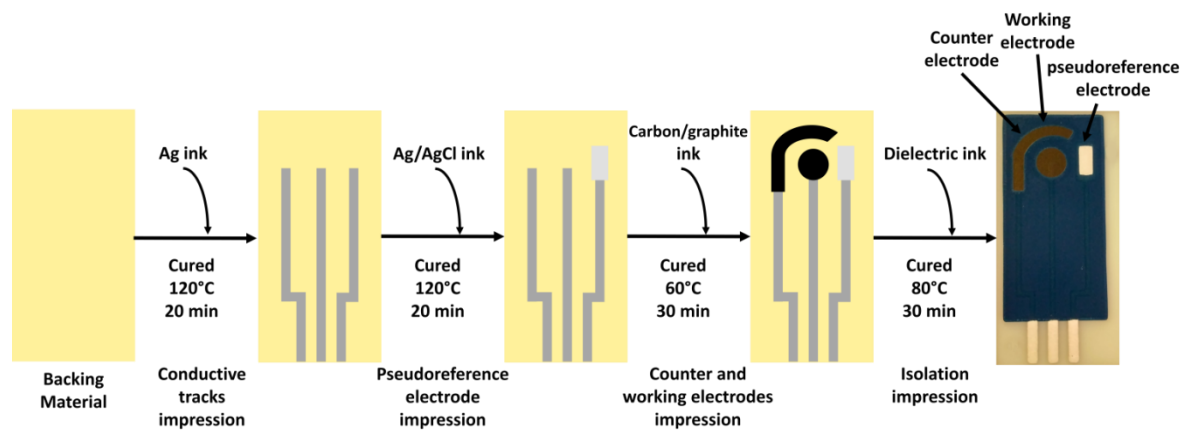 Working
electrode
Counter
electrode
pseudoreference
electrode
Ag ink
Ag/AgCl ink
Carbon/graphite
ink
Dielectric ink
Cured
120°C
20 min
Cured
120°C
20 min
Cured
60°C
30 min
Cured
80°C
30 min
Backing
Material
Conductive
tracks
impression
Pseudoreference
electrode
impression
Counter and
working electrodes
impression
Isolation
impression